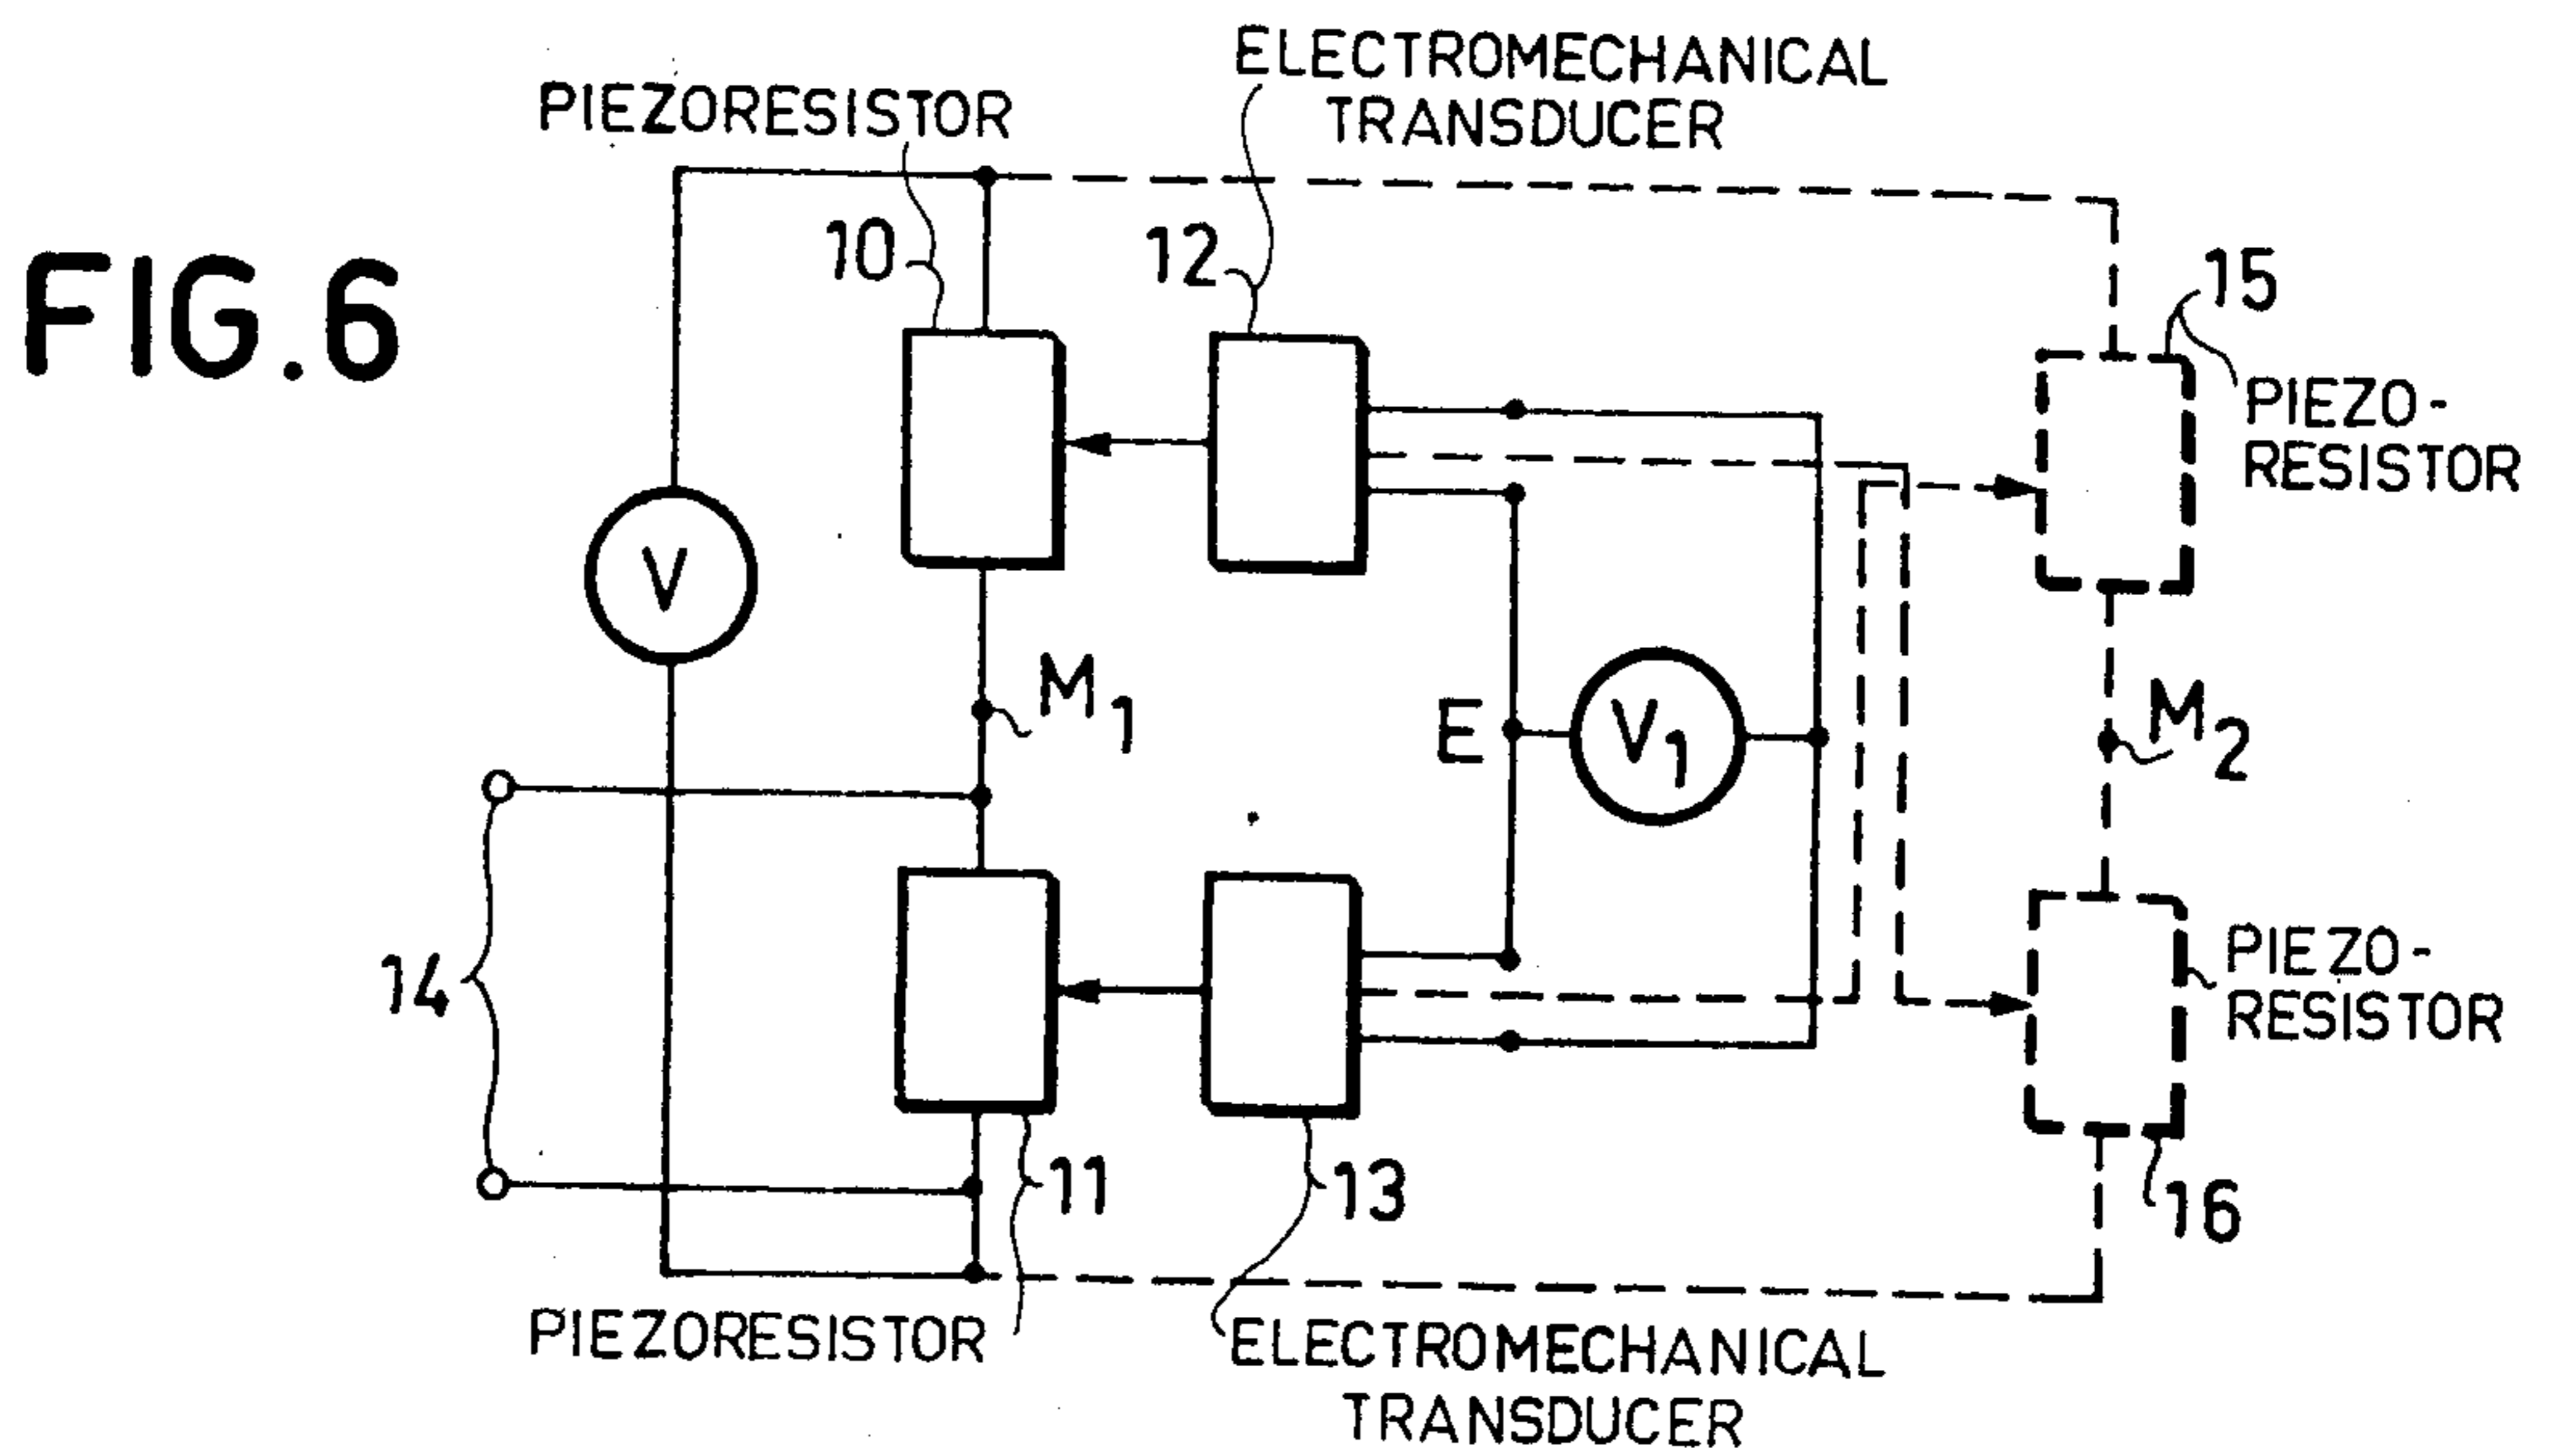 ELECTROMECHANICAL
TRANSDUCER
PIEZORESISTOR
10
12
15
FIG.6
PIEZO-
RESISTOR
V
M1
E
V1
M2
14
PIEZO-
RESISTOR
11
13
16
PIEZORESISTOR
ELECTROMECHANICAL
TRANSDUCER